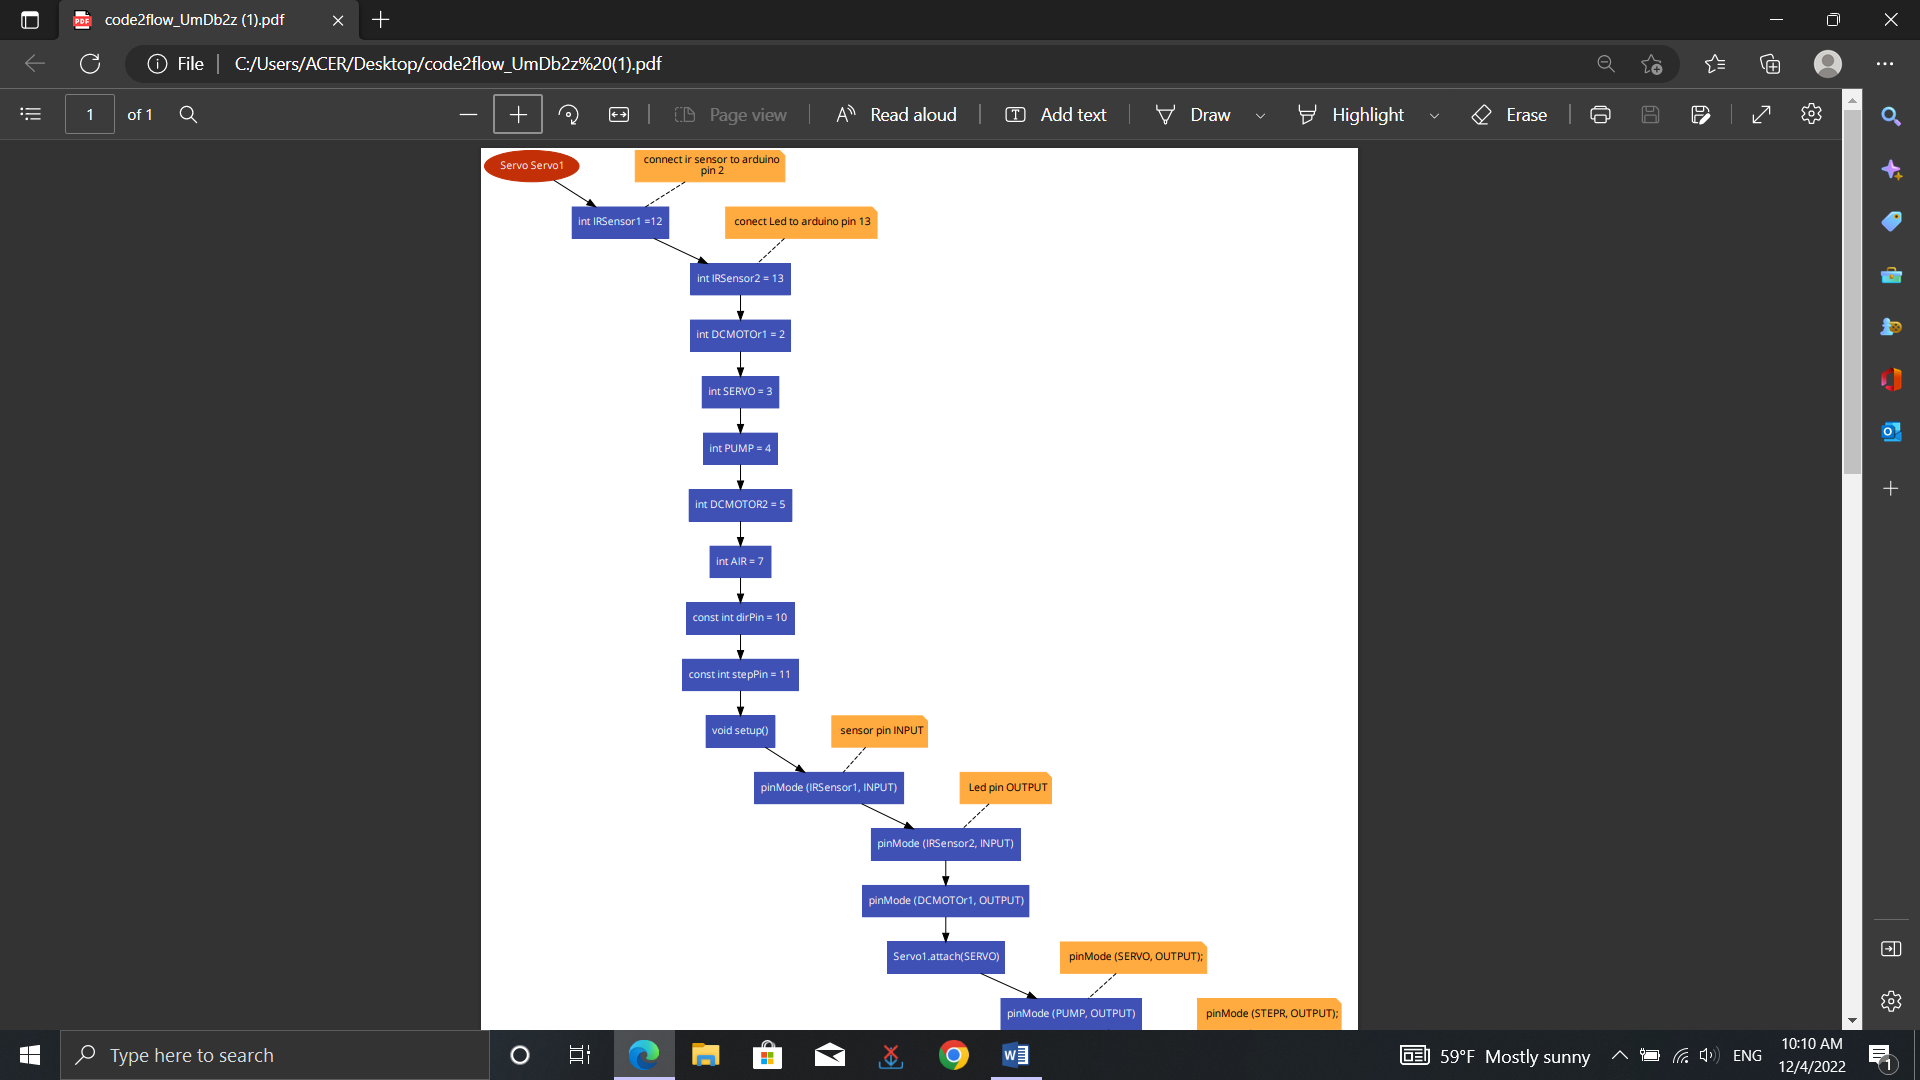 code2flow_UmDb2z (1).pdf
File
C:/Users/ACER/Desktop/code2flow_UmDb2z%20(1).pdf
1
of 1
Page view
Read aloud
Add text
Draw
Highlight
Erase
Servo Servo1
connect ir sensor to arduino
pin 2
int IRSensor1 =12
conect Led to arduino pin 13
int IRSensor2 = 13
int DCMOTOr1 = 2
int SERVO = 3
int PUMP = 4
int DCMOTOR2 = 5
int AIR = 7
const int dirPin = 10
const int stepPin = 11
void setup()
sensor pin INPUT
pinMode (IRSensor1, INPUT)
Led pin OUTPUT
pinMode (IRSensor2, INPUT)
pinMode (DCMOTOr1, OUTPUT)
Servo1.attach(SERVO)
pinMode (SERVO, OUTPUT);
pinMode (PUMP, OUTPUT)
pinMode (STEPR, OUTPUT);
Type here to search
59°F Mostly sunny
ENG
10:10 AM
12/4/2022
1